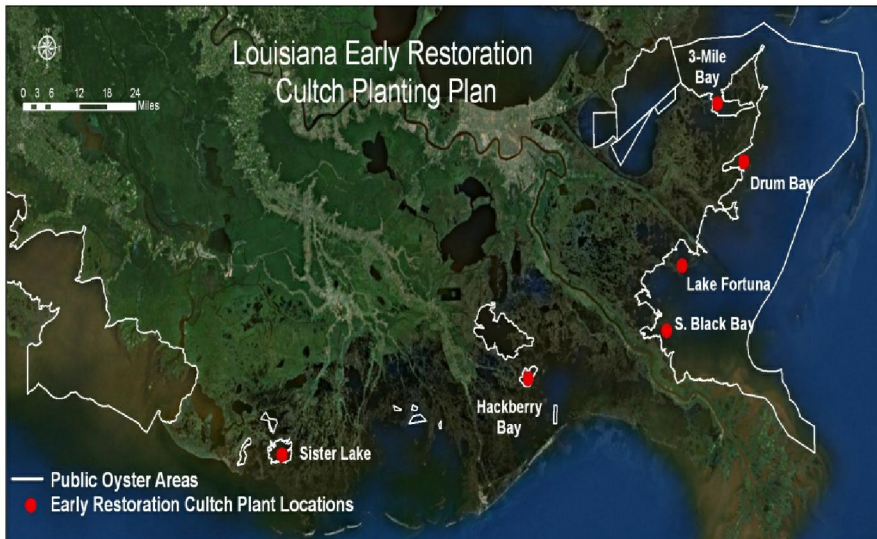 Louisiana Early Restoration
Cultch Planting Plan
0 3 6 12 18 24
Miles
3-Mile
Bay
Drum Bay
Lake Fortuna
S. Black Bay
Hackberry
Bay
Sister Lake
Public Oyster Areas
Early Restoration Cultch Plant Locations